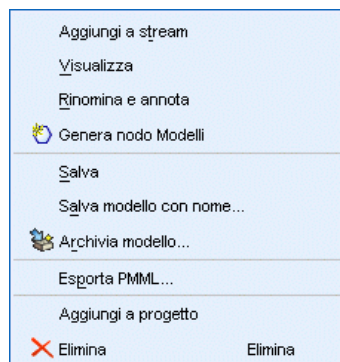 Aggiungi a stream
Visualizza
Rinomina e annota
Genera nodo Modelli
Salva
Salva modello con nome...
Archivia modello...
Esporta PMML...
Aggiungi a progetto
Elimina Elimina